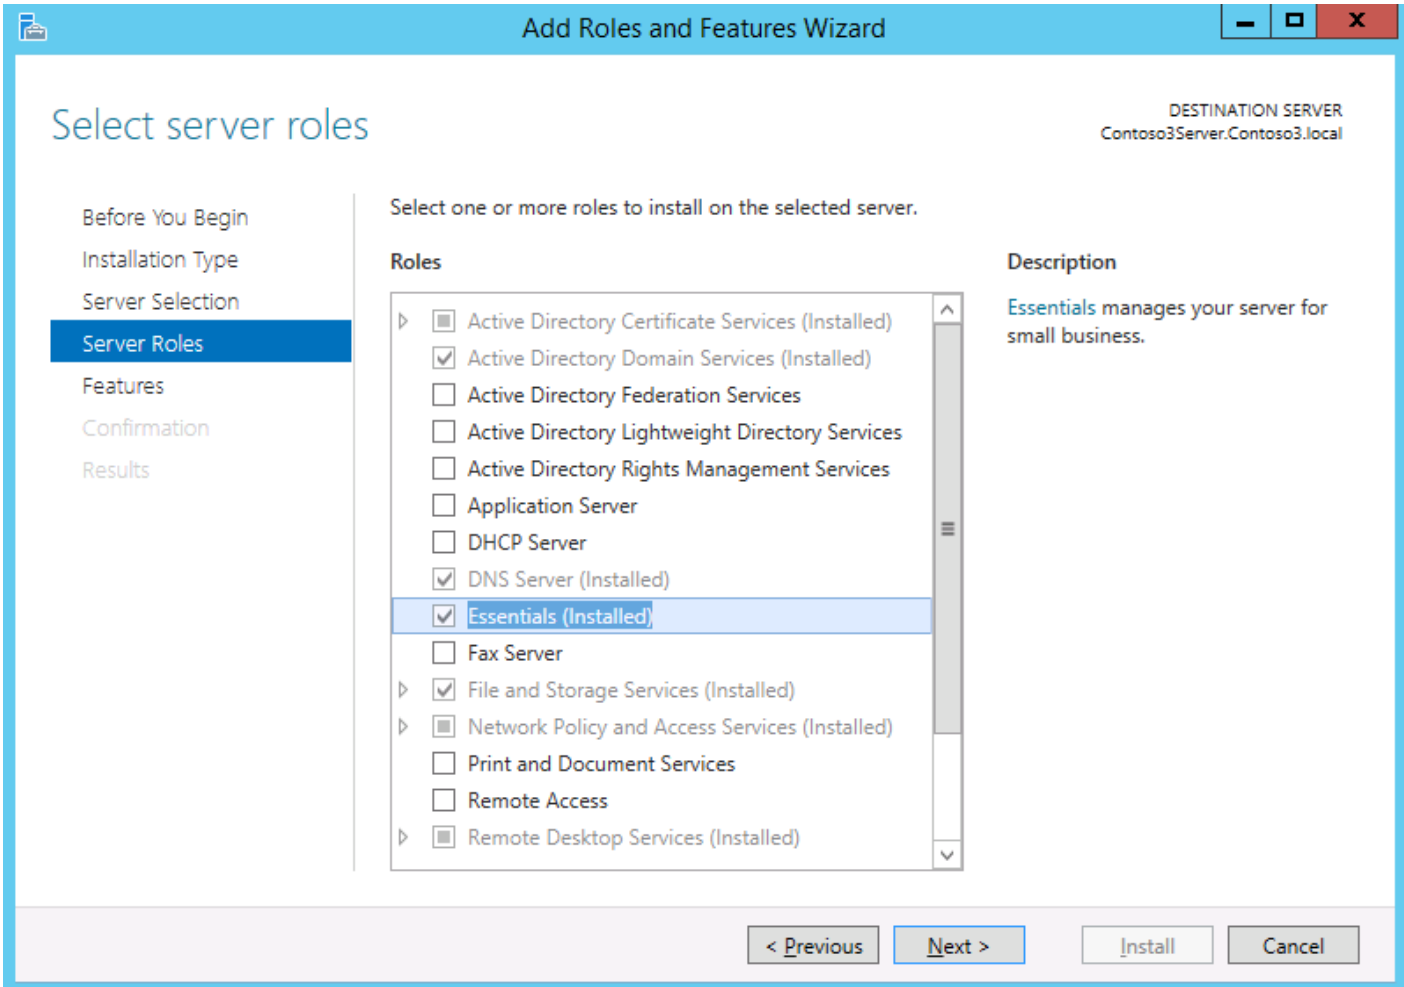 Add Roles and Features Wizard
Select server roles
DESTINATION SERVER
Contoso3Server.Contoso3.local
Before You Begin
Installation Type
Server Selection
Server Roles
Features
Confirmation
Results
Select one or more roles to install on the selected server.
Roles
Active Directory Certificate Services (Installed)
Active Directory Domain Services (Installed)
Active Directory Federation Services
Active Directory Lightweight Directory Services
Active Directory Rights Management Services
Application Server
DHCP Server
DNS Server (Installed)
Essentials (Installed)
Fax Server
File and Storage Services (Installed)
Network Policy and Access Services (Installed)
Print and Document Services
Remote Access
Remote Desktop Services (Installed)
Description
Essentials manages your server for
small business.
< Previous
Next >
Install
Cancel